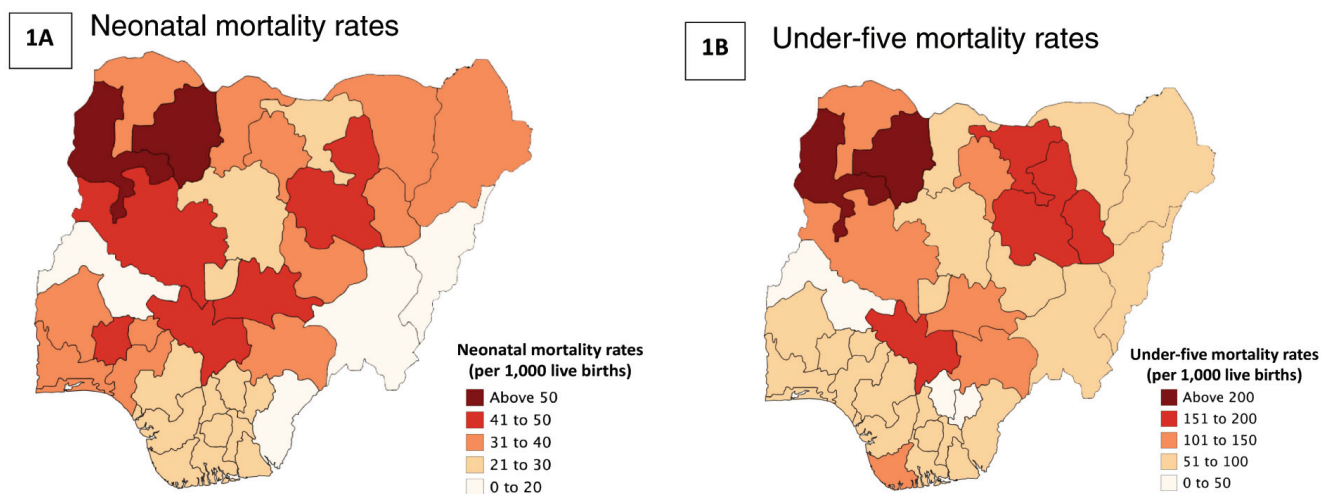 1A
Neonatal mortality rates
Neonatal mortality rates
(per 1,000 live births)
Above 50
41 to 50
31 to 40
21 to 30
0 to 20
1B
Under-five mortality rates
Under-five mortality rates
(per 1,000 live births)
Above 200
151 to 200
101 to 150
51 to 100
0 to 50